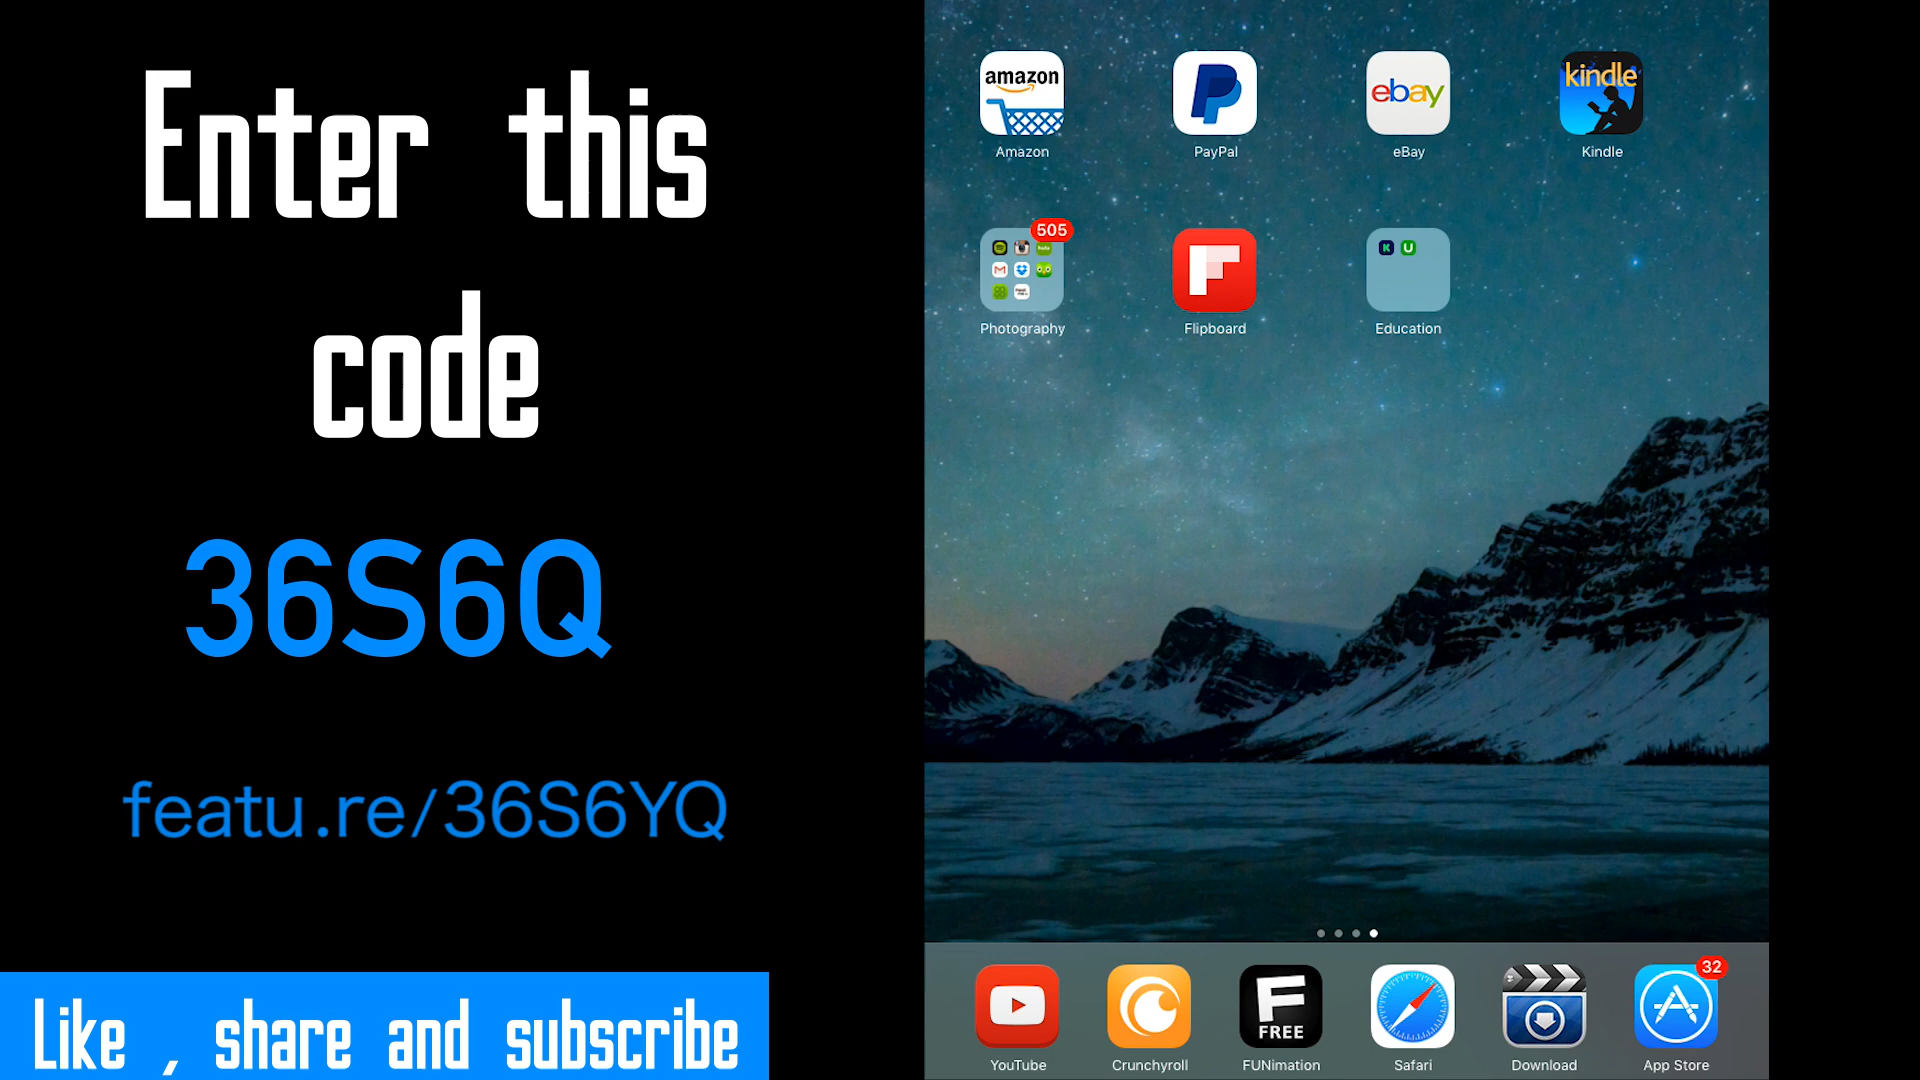 Enter this
code
36S6Q
featu.re/36S6YQ
Like , share and subscribe
amazon
ebay
kindle
Amazon
PayPal
eBay
Kindle
505
K U
Photography
Flipboard
Education
32
FREE
YouTube
Crunchyroll
FUNimation
Safari
Download
App Store